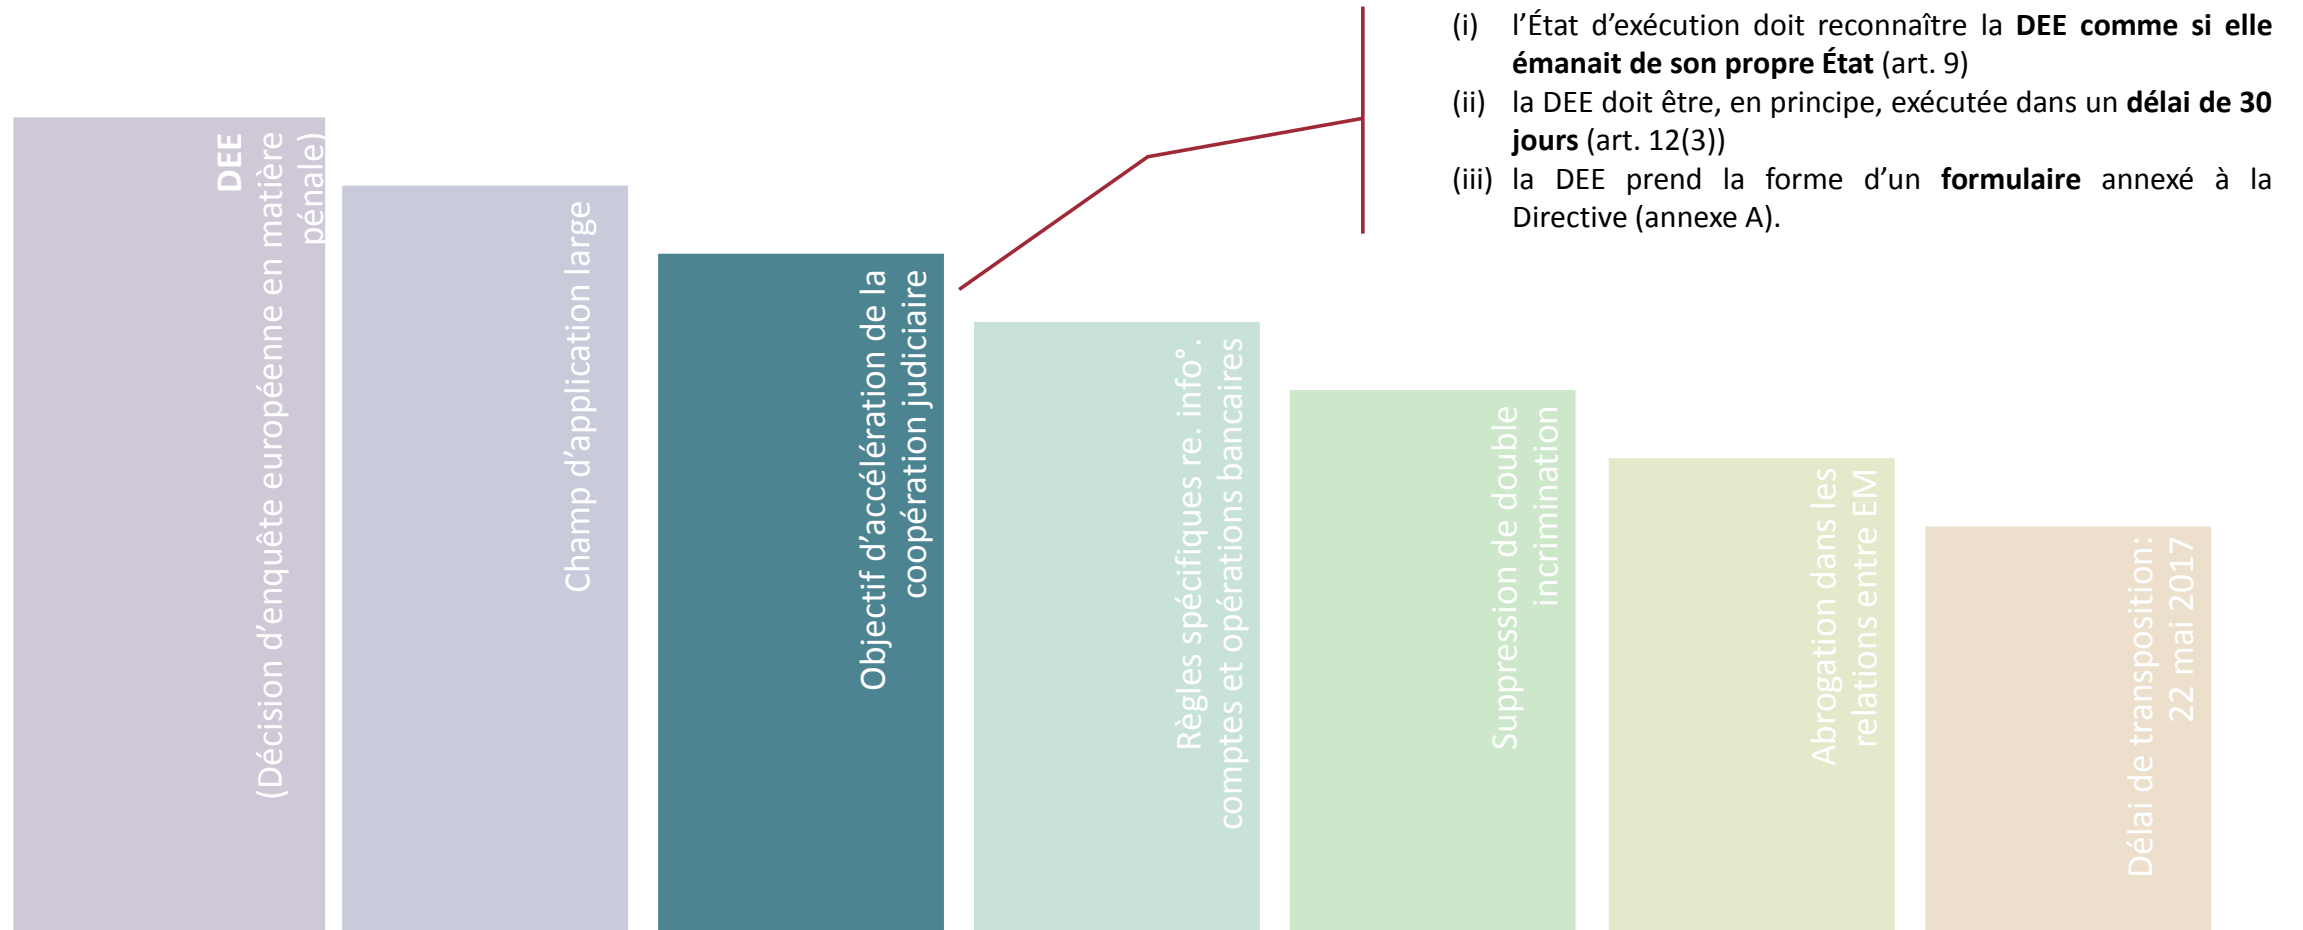 (i) l’État d’exécution doit reconnaître la DEE comme si elle
émanait de son propre État (art. 9)
(ii) la DEE doit être, en principe, exécutée dans un délai de 30
jours (art. 12(3))
(iii) la DEE prend la forme d’un formulaire annexé à la
Directive (annexe A).
DEE
(Décision d’enquête européenne en matière
pénale)
Champ d’application large
Objectif d’accélération de la
coopération judiciaire
Règles spécifiques re. info°.
comptes et opérations bancaires
Suppression de double
incrimination
Abrogation dans les
relations entre EM
Délai de transposition:
22 mai 2017